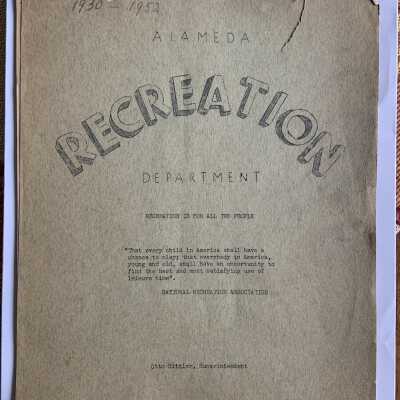 1930 - 1952
ALAMEDA
RECREATION
DEPARTMENT
RECREATION IS FOR ALL THE PEOPLE
"That every child in America shall have a
chance to play; that everybody in America,
young and old, shall have an opportunity to
find the best and most satisfying use of
leisure time".
NATIONAL RECREATION ASSOCIATION
Otto Rittler, Superintendent